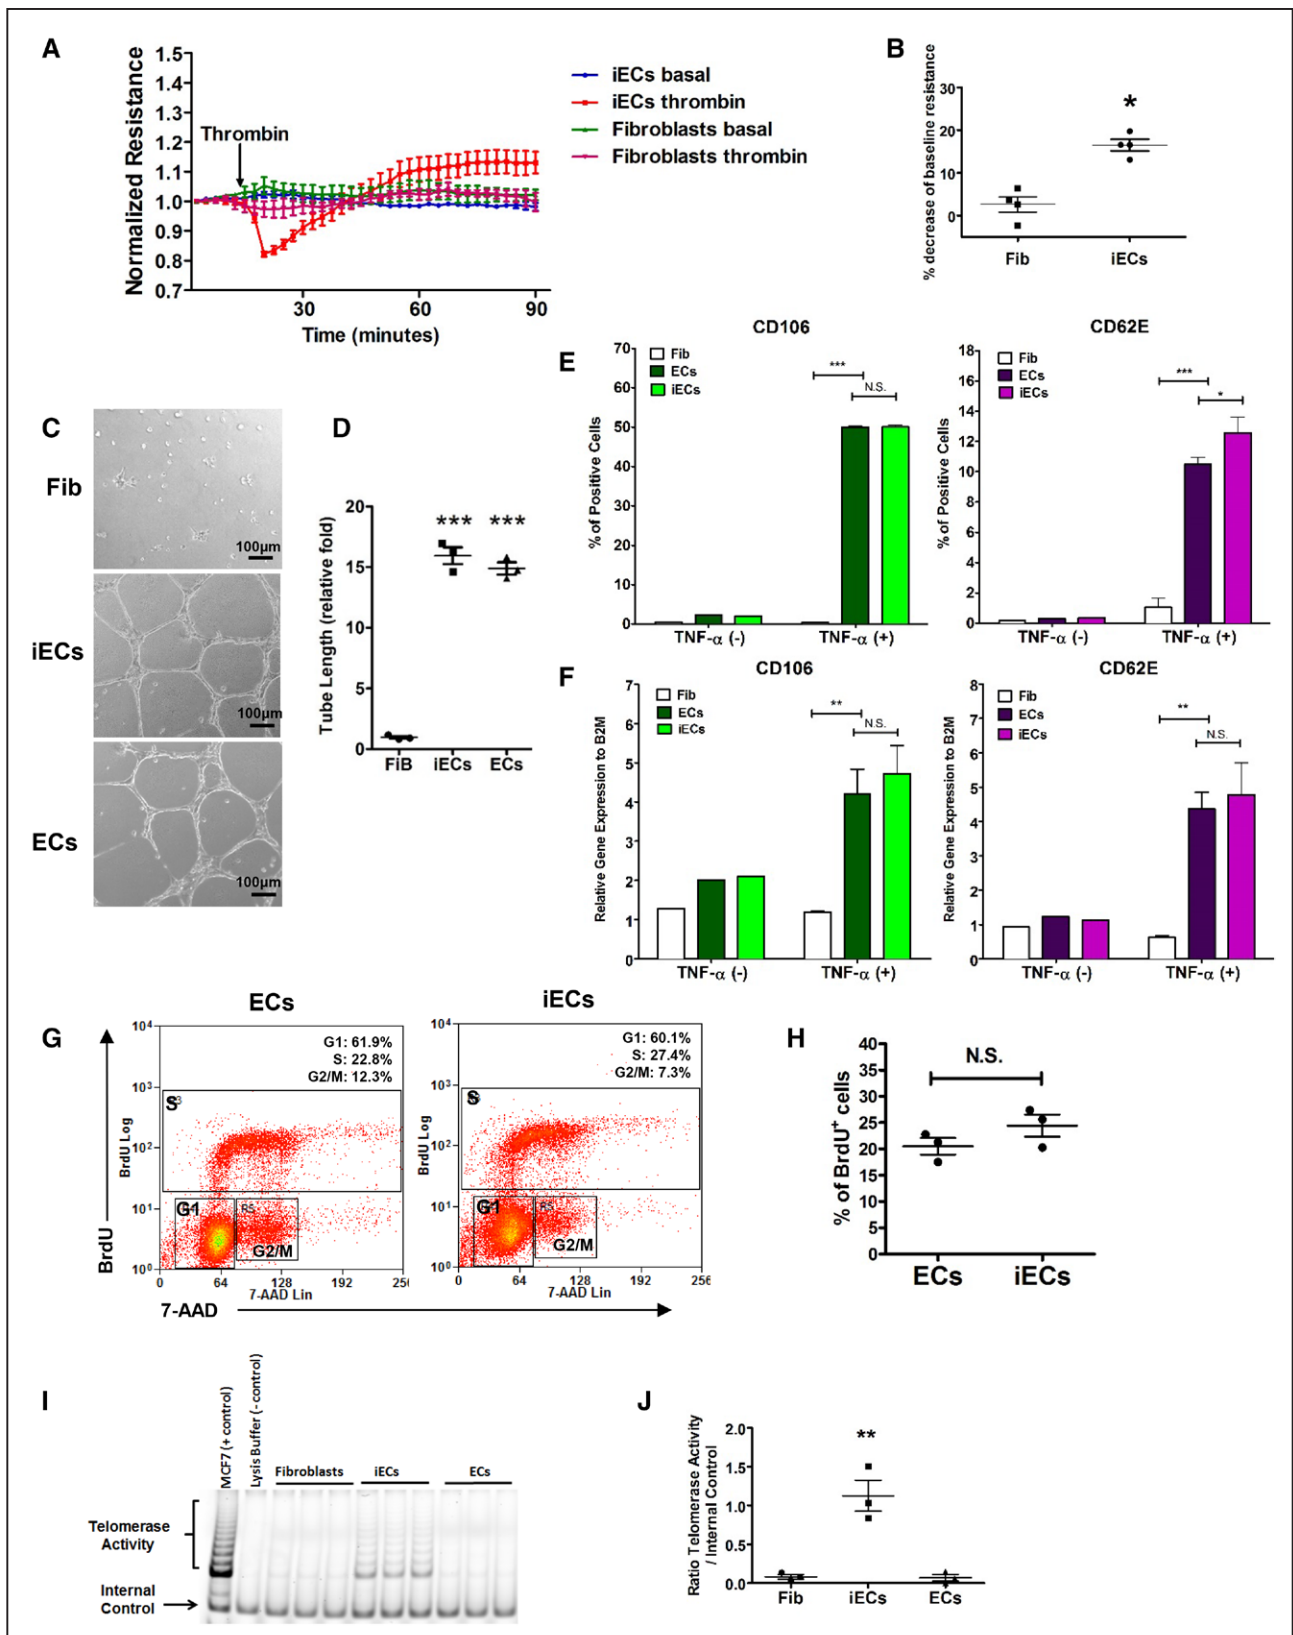 A
1.5
1.4
1.3
1.2
1.1
1.0
0.9
0.8
0.7
Normalized Resistance
Thrombin
30
60
90
Time (minutes)
iECs basal
iECs thrombin
Fibroblasts basal
Fibroblasts thrombin
B
% decrease of baseline resistance
30
20
10
0
*
Fib
iECs
C
Fib
100µm
iECs
100µm
ECs
100µm
D
Tube Length (relative fold)
20
15
10
5
0
***
***
FiB
iECs
ECs
E
CD106
% of Positive Cells
70
60
50
40
30
20
10
0
Fib
ECs
iECs
***
N.S.
TNF-α (-)
TNF-α (+)
CD62E
% of Positive Cells
18
16
14
12
10
8
6
4
2
0
Fib
ECs
iECs
***
*
TNF-α (-)
TNF-α (+)
F
CD106
Relative Gene Expression to B2M
7
6
5
4
3
2
1
0
Fib
ECs
iECs
**
N.S.
TNF-α (-)
TNF-α (+)
CD62E
Relative Gene Expression to B2M
8
7
6
5
4
3
2
1
0
Fib
ECs
iECs
**
N.S.
TNF-α (-)
TNF-α (+)
G
ECs
BrdU
BrdU Log
10⁴
10³
10²
10¹
10⁰
G1: 61.9%
S: 22.8%
G2/M: 12.3%
S
G1
R5
G2/M
0
64
128
192
256
7-AAD Lin
iECs
BrdU Log
10⁴
10³
10²
10¹
10⁰
G1: 60.1%
S: 27.4%
G2/M: 7.3%
S
G1
R5
G2/M
0
64
128
192
256
7-AAD Lin
7-AAD
H
% of BrdU⁺ cells
40
35
30
25
20
15
10
5
0
N.S.
ECs
iECs
I
MCF7 (+ control)
Lysis Buffer (- control)
Fibroblasts
iECs
ECs
Telomerase
Activity
Internal
Control
J
Ratio Telomerase Activity
/ Internal Control
2.0
1.5
1.0
0.5
0.0
**
Fib
iECs
ECs